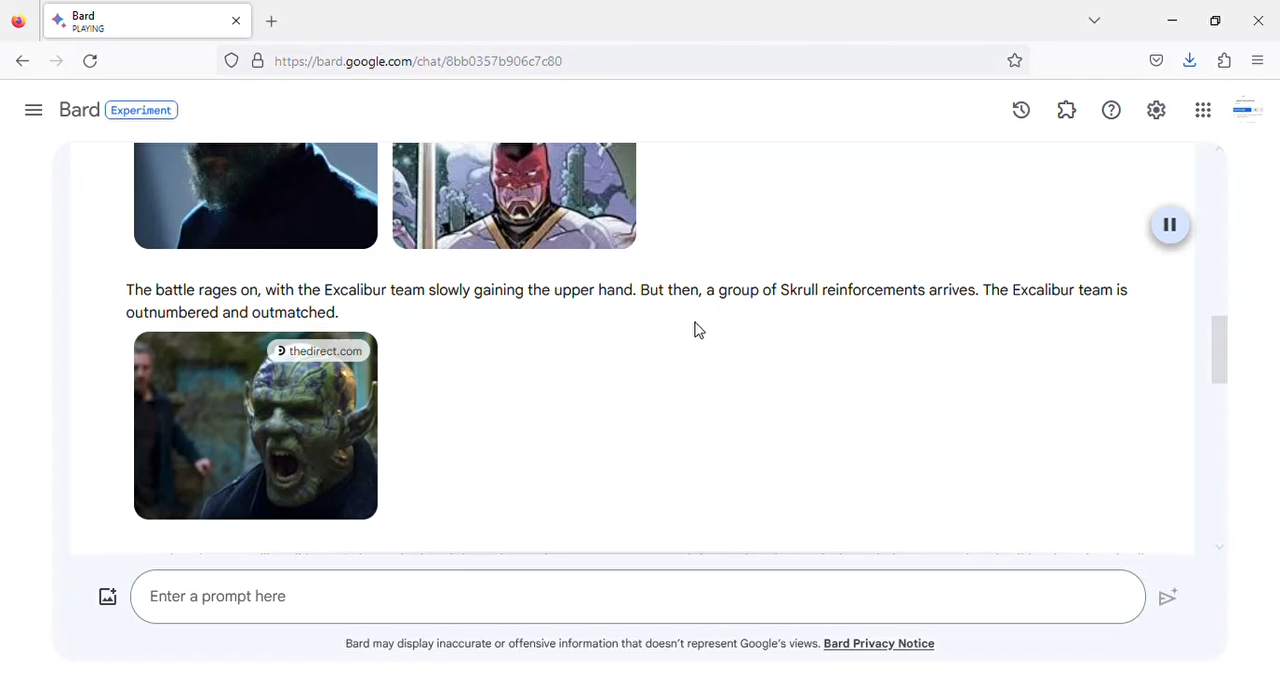 Bard
PLAYING
https://bard.google.com/chat/8bb0357b906c7c80
Bard Experiment
The battle rages on, with the Excalibur team slowly gaining the upper hand. But then, a group of Skrull reinforcements arrives. The Excalibur team is
outnumbered and outmatched.
thedirect.com
Enter a prompt here
Bard may display inaccurate or offensive information that doesn't represent Google's views. Bard Privacy Notice